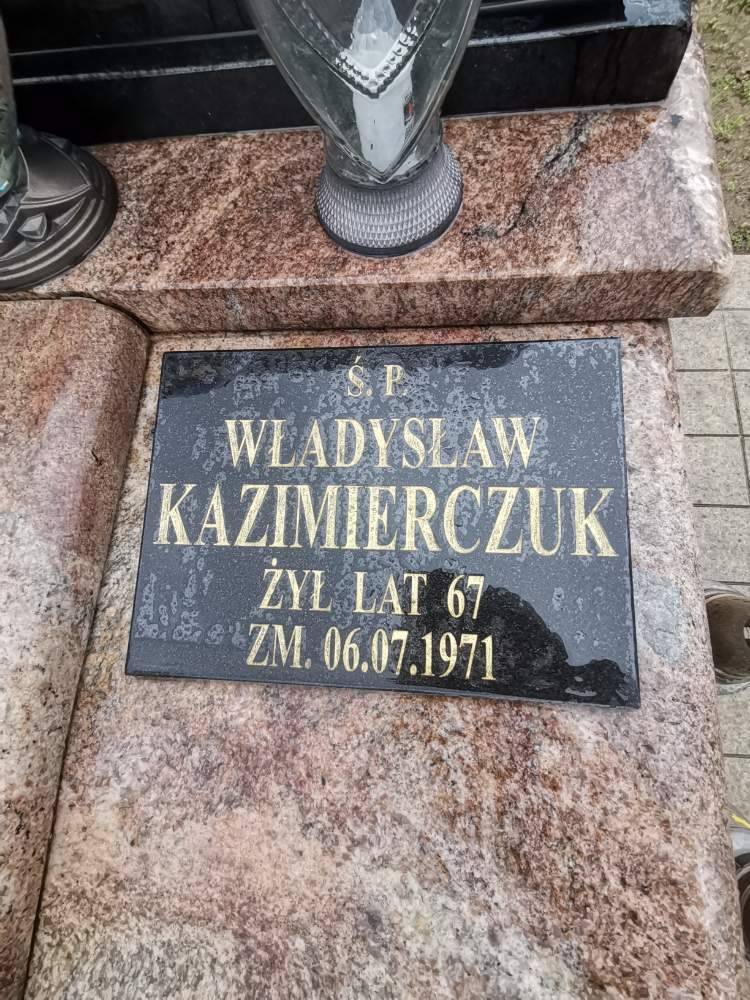 Ś. P.
WŁADYSŁAW
KAZIMIERCZUK
ŻYŁ LAT 67
ZM. 06.07.1971